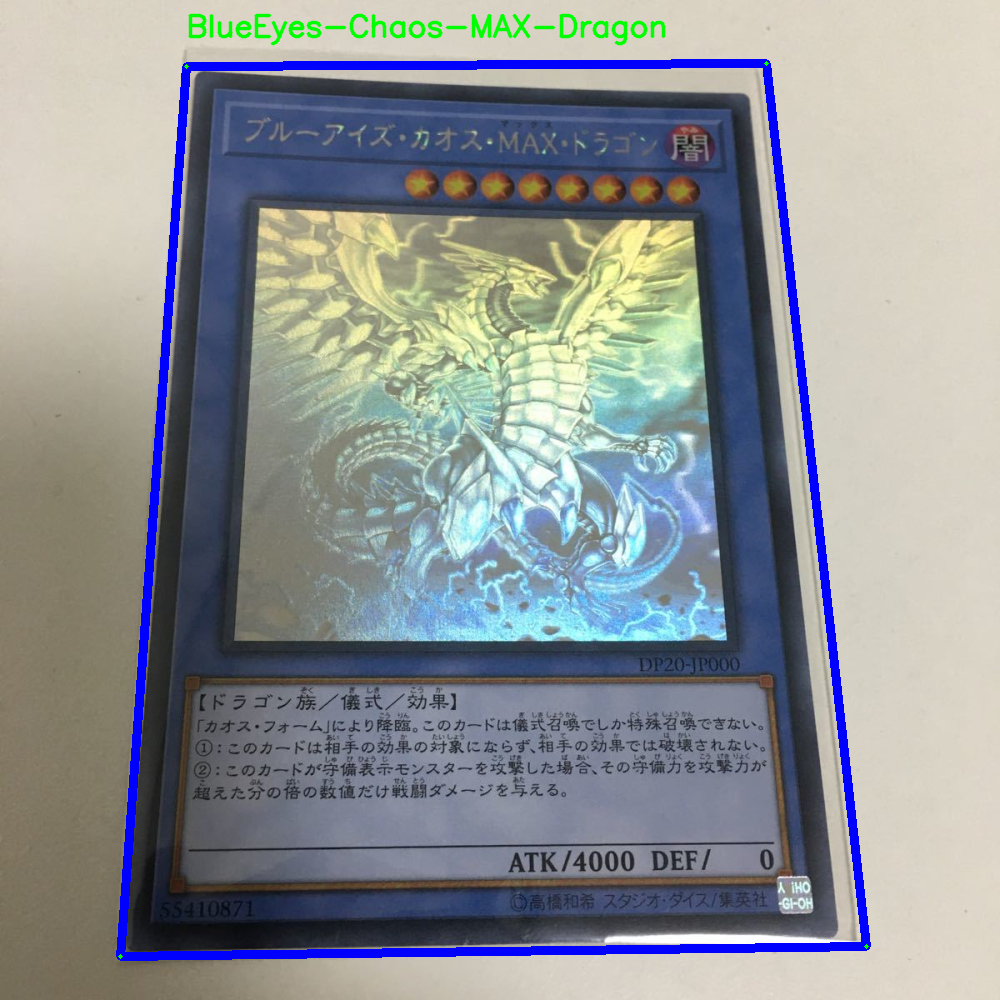 BlueEyes-Chaos-MAX-Dragon
ブルーアイズ・カオス・MAX・ドラゴン 闇
DP20-JP000
【ドラゴン族／儀式／効果】
「カオス・フォーム」により降臨。このカードは儀式召喚でしか特殊召喚できない。
①：このカードは相手の効果の対象にならず、相手の効果では破壊されない。
②：このカードが守備表示モンスターを攻撃した場合、その守備力を攻撃力が
超えた分の倍の数値だけ戦闘ダメージを与える。
ATK/4000 DEF/ 0
55410871 ©高橋和希 スタジオ・ダイス/集英社